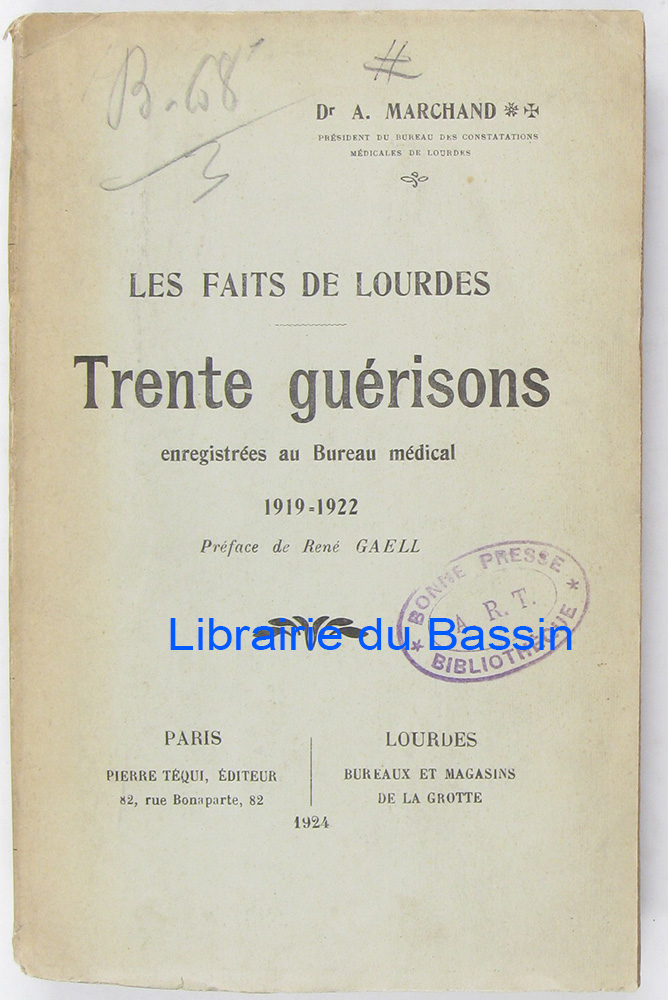 B. 68
3
#
Dr A. MARCHAND
PRÉSIDENT DU BUREAU DES CONSTATATIONS
MÉDICALES DE LOURDES
LES FAITS DE LOURDES
Trente guérisons
enregistrées au Bureau médical
1919=1922
Préface de René GAELL
BONNE PRESSE
A. R. T.
BIBLIOTHÈQUE
Librairie du Bassin
PARIS
PIERRE TÉQUI, ÉDITEUR
82, rue Bonaparte, 82
LOURDES
BUREAUX ET MAGASINS
DE LA GROTTE
1924